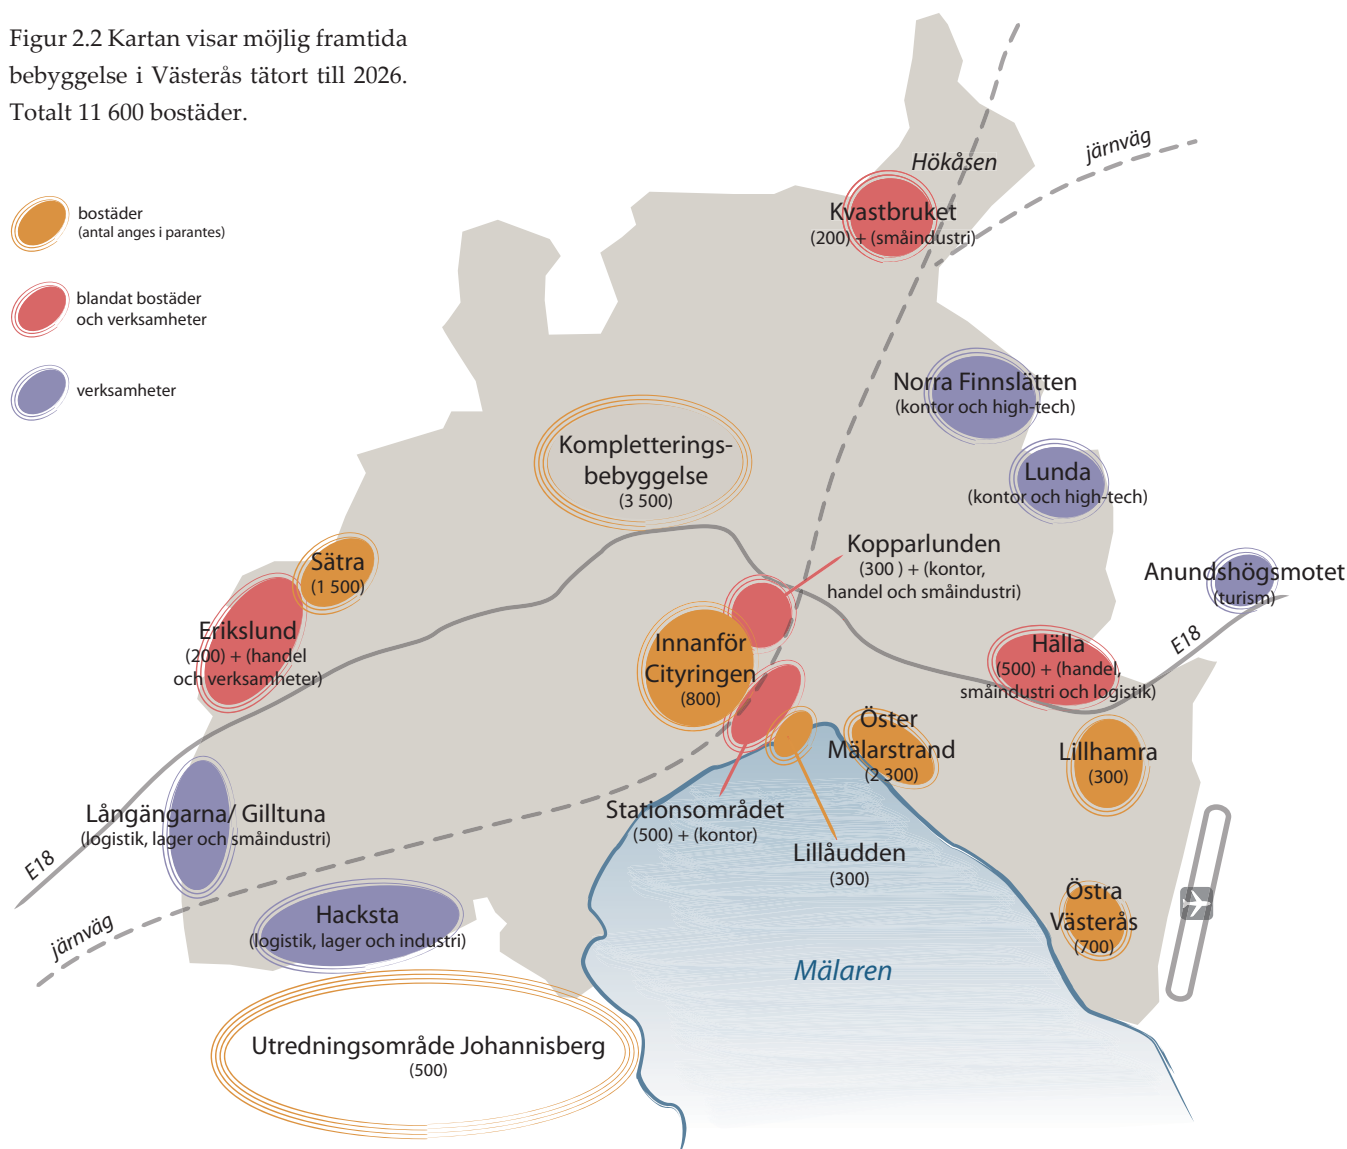 Figur 2.2 Kartan visar möjlig framtida
bebyggelse i Västerås tätort till 2026.
Totalt 11 600 bostäder.
bostäder
(antal anges i parantes)
blandat bostäder
och verksamheter
verksamheter
Hökåsen
järnväg
Kvastbruket
(200) + (småindustri)
Norra Finnslätten
(kontor och high-tech)
Kompletterings-
bebyggelse
(3 500)
Lunda
(kontor och high-tech)
Kopparlunden
(300 ) + (kontor,
handel och småindustri)
Sätra
(1 500)
Anundshögsmotet
(turism)
Erikslund
(200) + (handel
och verksamheter)
Innanför
Cityringen
(800)
Hälla
(500) + (handel,
småindustri och logistik)
E18
Öster
Mälarstrand
(2 300)
Lillhamra
(300)
Långängarna/ Gilltuna
(logistik, lager och småindustri)
Stationsområdet
(500) + (kontor)
Lillåudden
(300)
E18
Östra
Västerås
(700)
Hacksta
(logistik, lager och industri)
järnväg
Mälaren
Utredningsområde Johannisberg
(500)